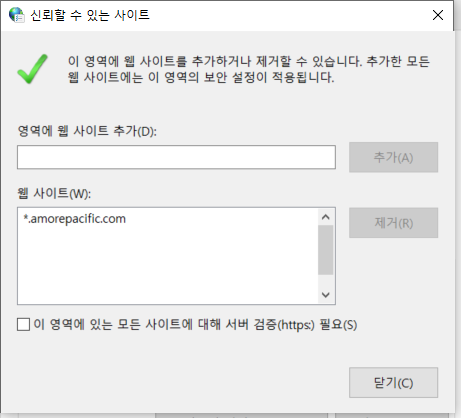 신뢰할 수 있는 사이트
이 영역에 웹 사이트를 추가하거나 제거할 수 있습니다. 추가한 모든
웹 사이트에는 이 영역의 보안 설정이 적용됩니다.
영역에 웹 사이트 추가(D):
추가(A)
웹 사이트(W):
*.amorepacific.com
제거(R)
이 영역에 있는 모든 사이트에 대해 서버 검증(https:) 필요(S)
닫기(C)